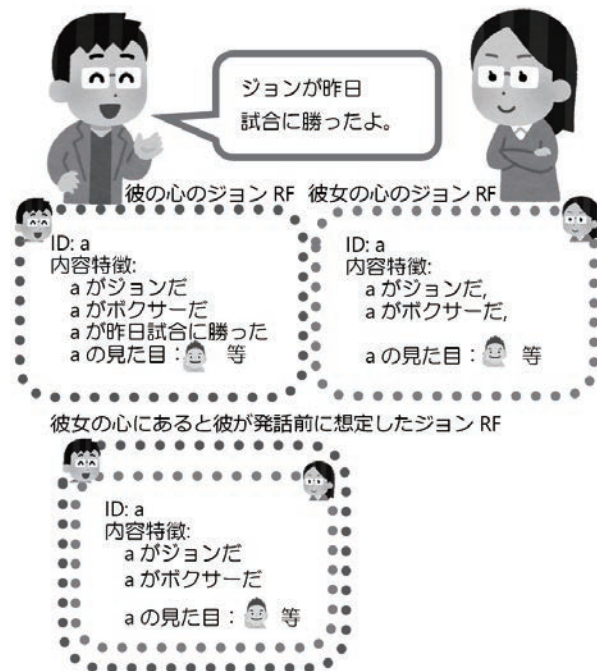 ジョンが昨日
試合に勝ったよ。
彼の心のジョン RF
ID: a
内容特徴:
a がジョンだ
a がボクサーだ
a が昨日試合に勝った
a の見た目： 等
彼女の心のジョン RF
ID: a
内容特徴:
a がジョンだ,
a がボクサーだ,
a の見た目： 等
彼女の心にあると彼が発話前に想定したジョン RF
ID: a
内容特徴:
a がジョンだ
a がボクサーだ
a の見た目： 等